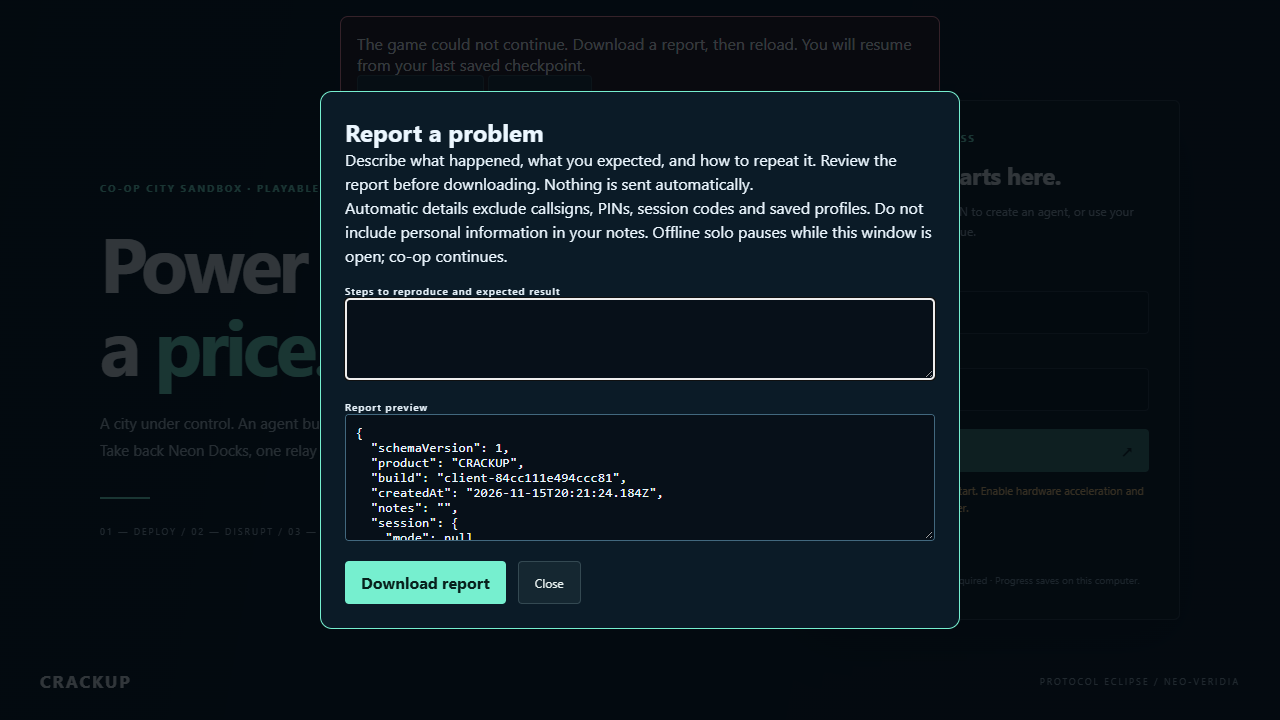 The game could not continue. Download a report, then reload. You will resume
from your last saved checkpoint.
Report a problem
Describe what happened, what you expected, and how to repeat it. Review the
report before downloading. Nothing is sent automatically.
Automatic details exclude callsigns, PINs, session codes and saved profiles. Do not
include personal information in your notes. Offline solo pauses while this window is
open; co-op continues.
Steps to reproduce and expected result
Report preview
{
"schemaVersion": 1,
"product": "CRACKUP",
"build": "client-84cc111e494ccc81",
"createdAt": "2026-11-15T20:21:24.184Z",
"notes": "",
"session": {
"mode": null
Download report
Close
CO-OP CITY SANDBOX · PLAYABLE
Power
a price.
A city under control. An agent
Take back Neon Docks, one relay
01 — DEPLOY / 02 — DISRUPT / 03 —
arts here.
to create an agent, or use your
tart. Enable hardware acceleration and
quired · Progress saves on this computer.
CRACKUP
PROTOCOL ECLIPSE / NEO-VERIDIA